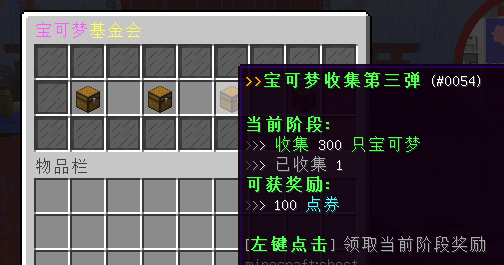 宝可梦基金会
>>宝可梦收集第三弹 (#0054)
当前阶段:
>>> 收集 300 只宝可梦
>>> 已收集 1
可获奖励:
>>> 100 点券
[左键点击] 领取当前阶段奖励
minecraft:chest
物品栏